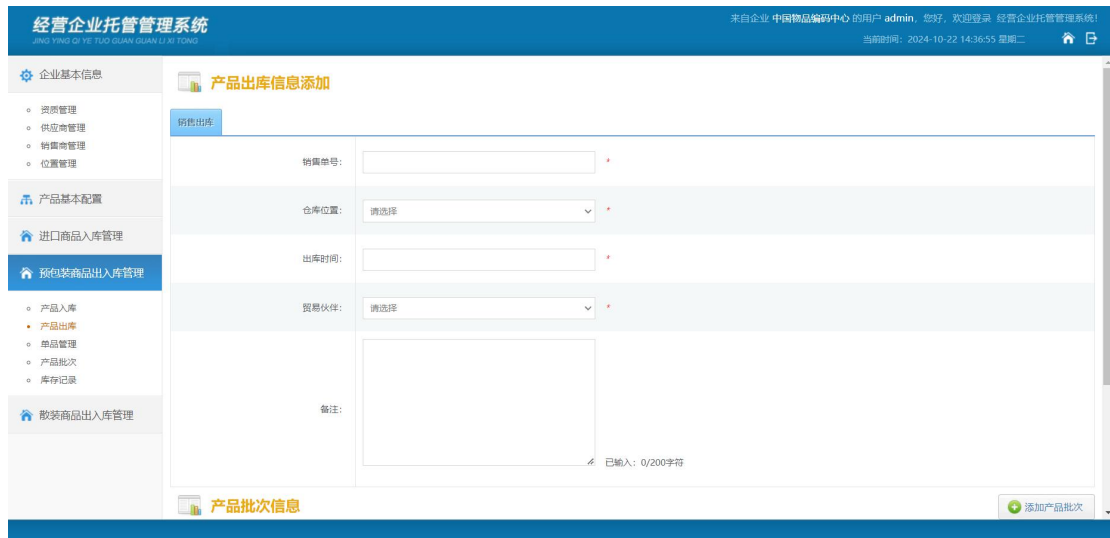 经营企业托管管理系统
JING YING QI YE TUO GUAN GUAN LI XI TONG
来自企业 中国物品编码中心 的用户 admin，您好，欢迎登录 经营企业托管管理系统!
当前时间：2024-10-22 14:36:55 星期二
企业基本信息
资质管理
供应商管理
销售商管理
位置管理
产品基本配置
进口商品入库管理
预包装商品出入库管理
产品入库
产品出库
单品管理
产品批次
库存记录
散装商品出入库管理
产品出库信息添加
销售出库
销售单号: *
仓库位置: 请选择 *
出库时间: *
贸易伙伴: 请选择 *
备注:
已输入：0/200字符
产品批次信息
添加产品批次